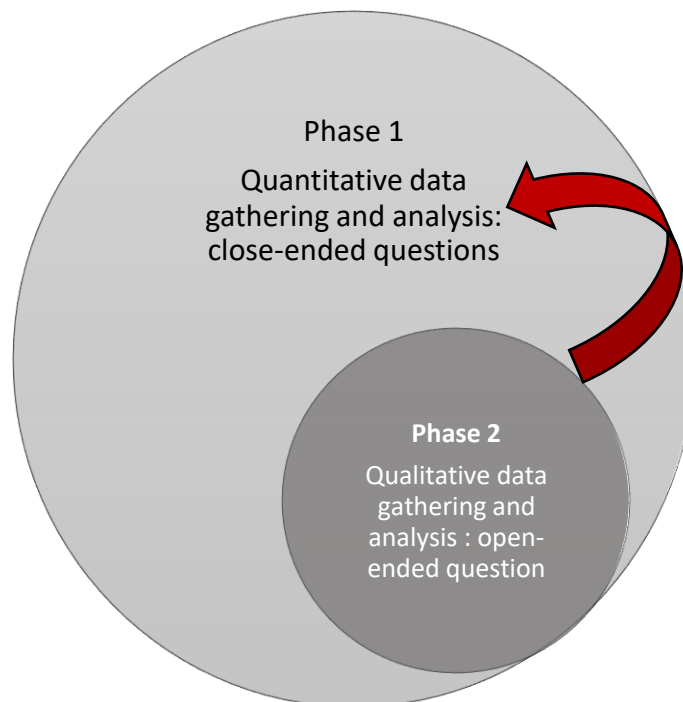 Phase 1
Quantitative data
gathering and analysis:
close-ended questions
Phase 2
Qualitative data
gathering and
analysis : open-
ended question